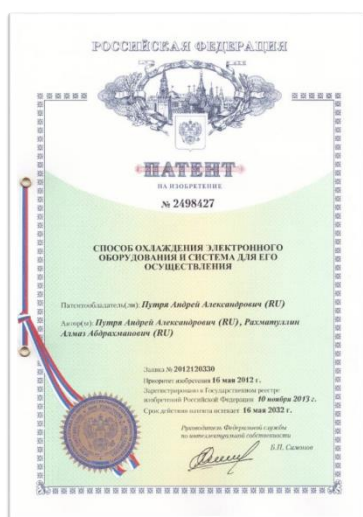 РОССИЙСКАЯ ФЕДЕРАЦИЯ
ПАТЕНТ
НА ИЗОБРЕТЕНИЕ
№ 2498427
СПОСОБ ОХЛАЖДЕНИЯ ЭЛЕКТРОННОГО
ОБОРУДОВАНИЯ И СИСТЕМА ДЛЯ ЕГО
ОСУЩЕСТВЛЕНИЯ
Патентообладатель(ли): Путря Андрей Александрович (RU)
Автор(ы): Путря Андрей Александрович (RU), Рахматуллин
Алмаз Абдрахманович (RU)
Заявка № 2012120330
Приоритет изобретения 16 мая 2012 г.
Зарегистрировано в Государственном реестре
изобретений Российской Федерации 10 ноября 2013 г.
Срок действия патента истекает 16 мая 2032 г.
Руководитель Федеральной службы
по интеллектуальной собственности
Б.П. Симонов